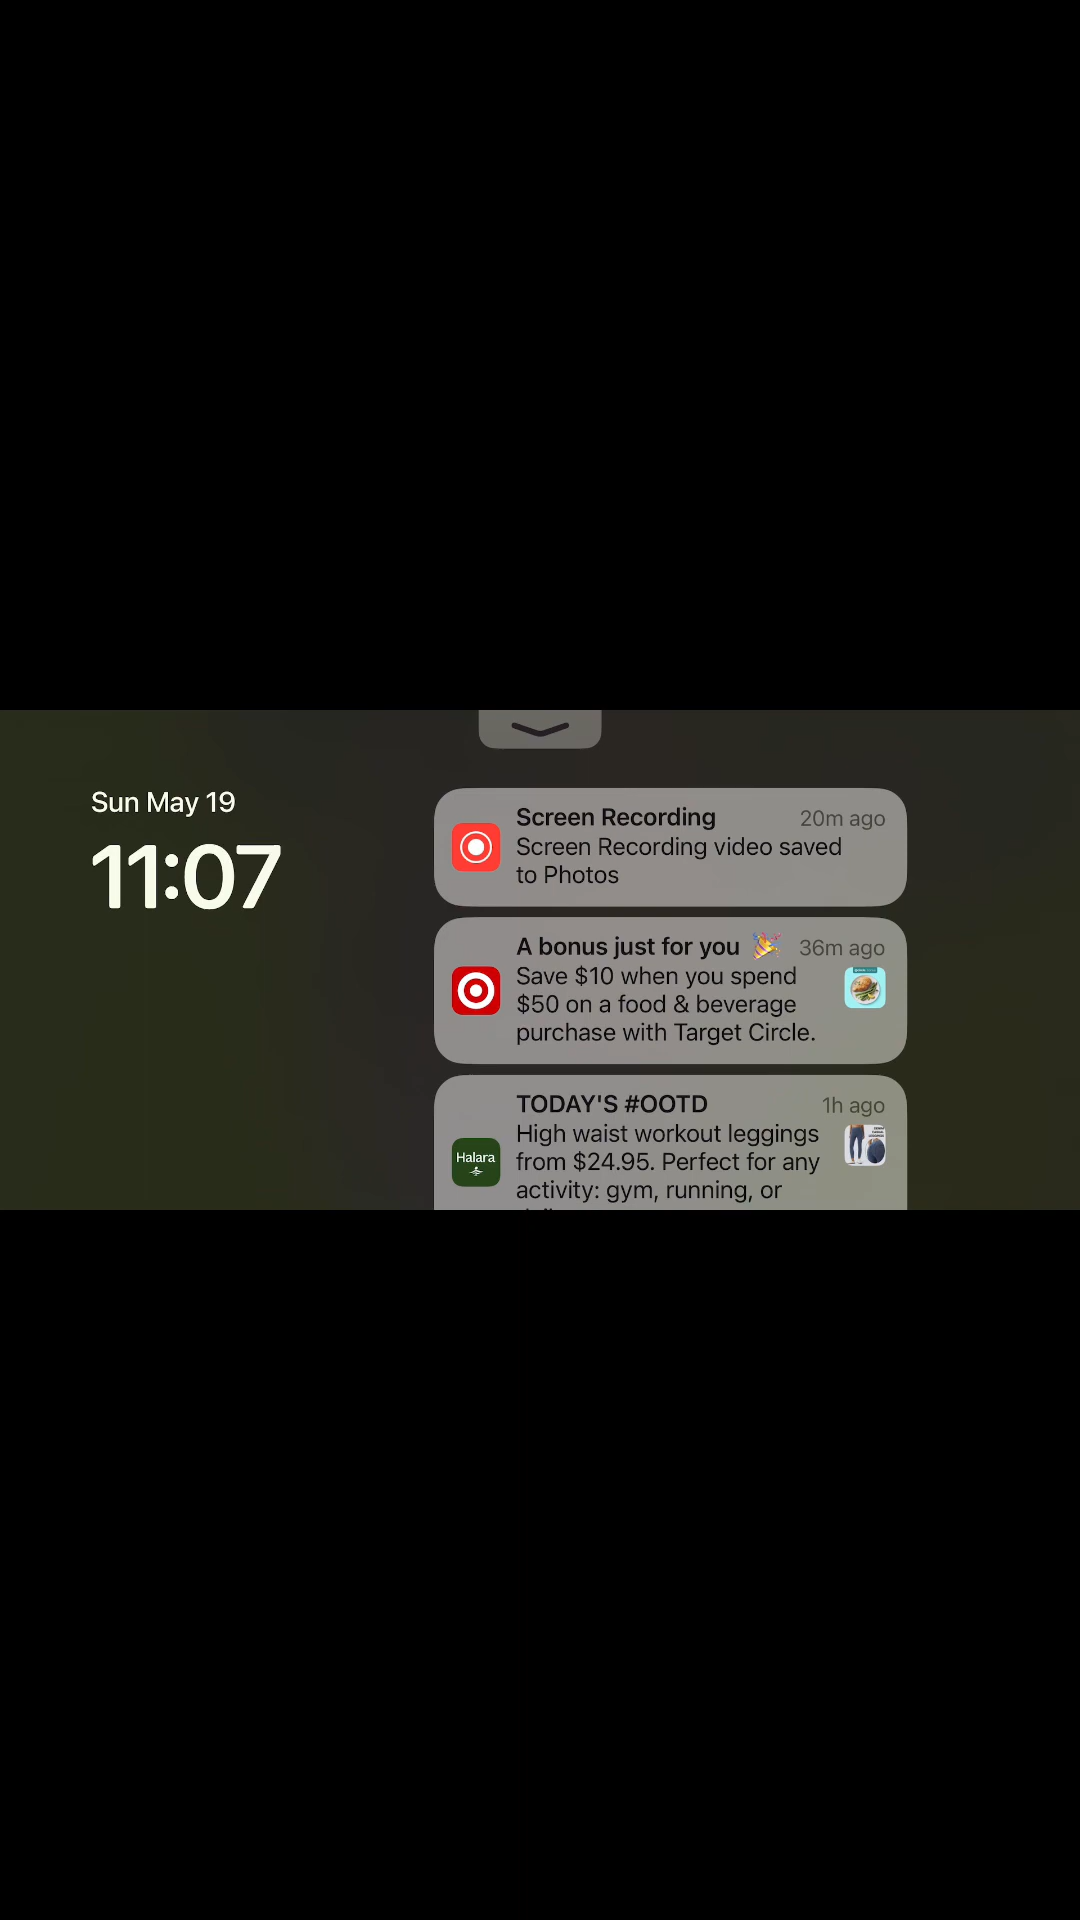 Sun May 19
11:07
Screen Recording 20m ago
Screen Recording video saved
to Photos
A bonus just for you 🎉 36m ago
Save $10 when you spend
$50 on a food & beverage
purchase with Target Circle.
TODAY'S #OOTD 1h ago
Halara
High waist workout leggings
from $24.95. Perfect for any
activity: gym, running, or